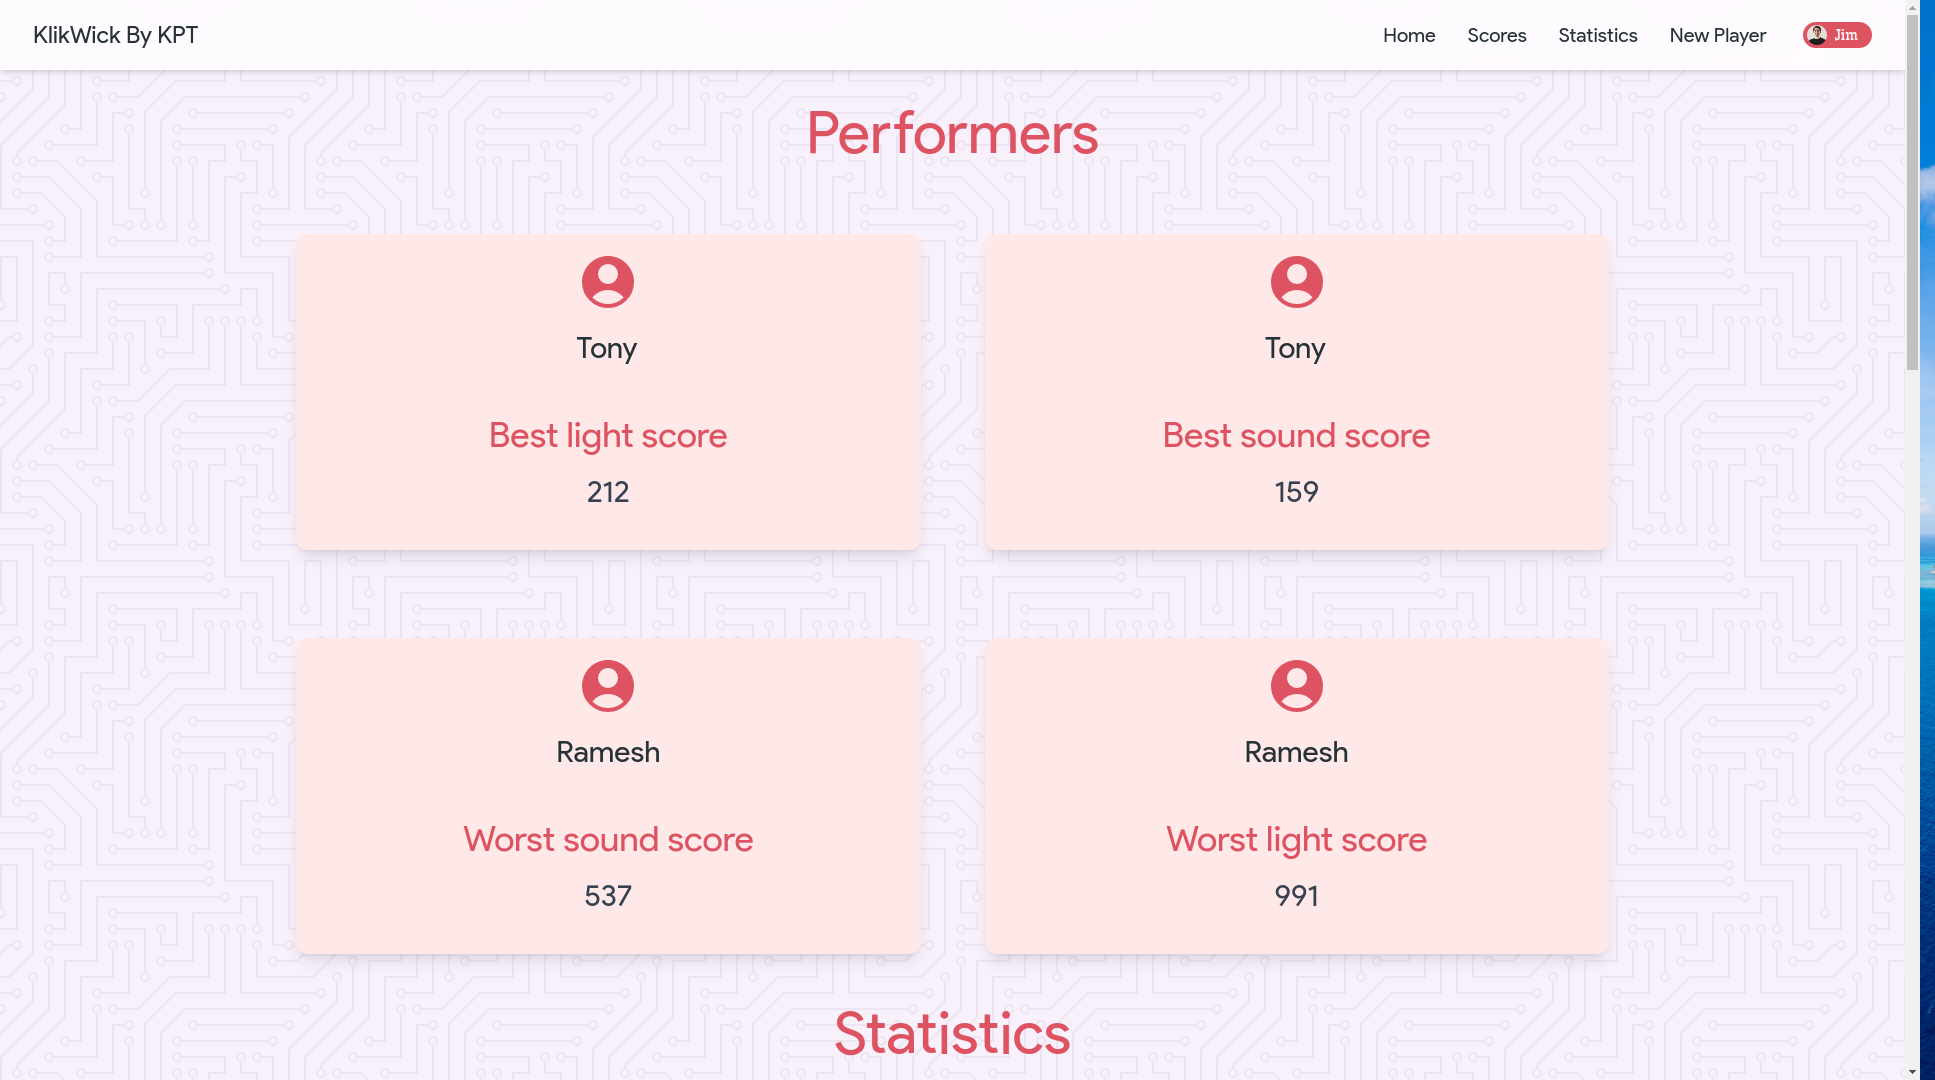 KlikWick By KPT
Home Scores Statistics New Player Jim
Performers
Tony
Best light score
212
Tony
Best sound score
159
Ramesh
Worst sound score
537
Ramesh
Worst light score
991
Statistics